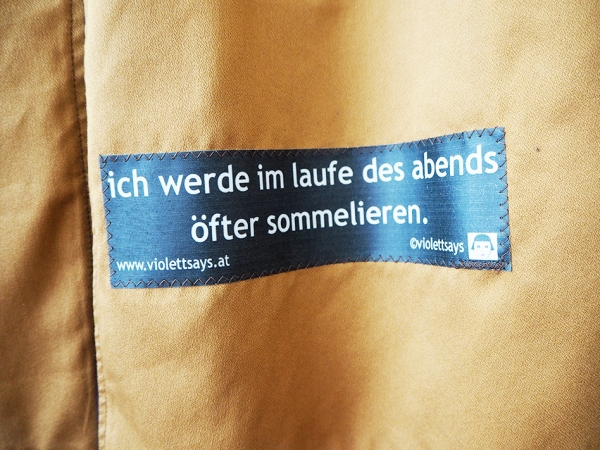 ich werde im laufe des abends
öfter sommelieren.
©violettsays
www.violettsays.at